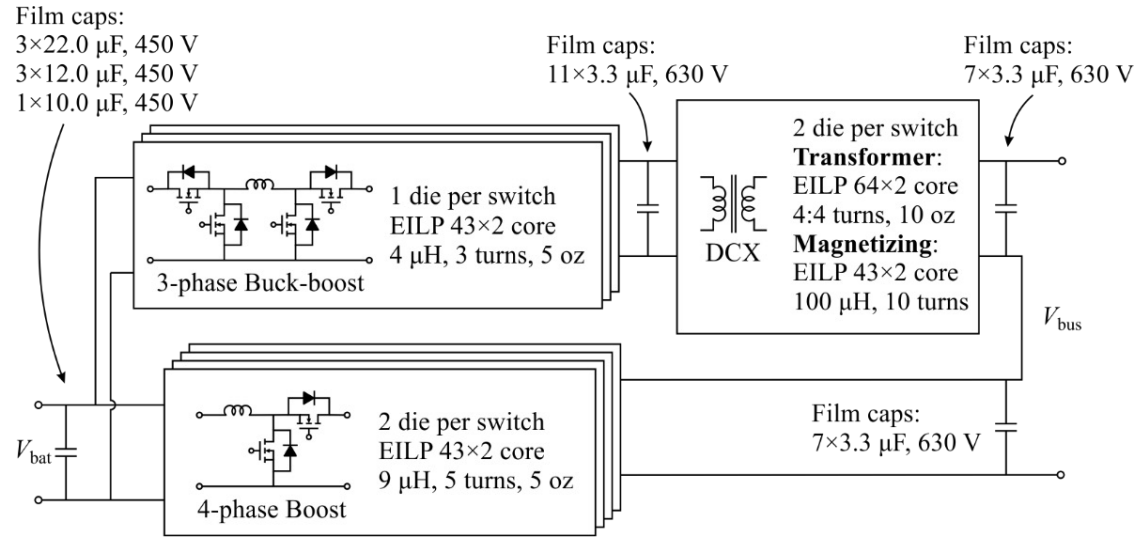 Film caps:
3×22.0 μF, 450 V
3×12.0 μF, 450 V
1×10.0 μF, 450 V
Film caps:
11×3.3 μF, 630 V
Film caps:
7×3.3 μF, 630 V
1 die per switch
EILP 43×2 core
4 μH, 3 turns, 5 oz
3-phase Buck-boost
DCX
2 die per switch
Transformer:
EILP 64×2 core
4:4 turns, 10 oz
Magnetizing:
EILP 43×2 core
100 μH, 10 turns
Vbus
Vbat
2 die per switch
EILP 43×2 core
9 μH, 5 turns, 5 oz
4-phase Boost
Film caps:
7×3.3 μF, 630 V